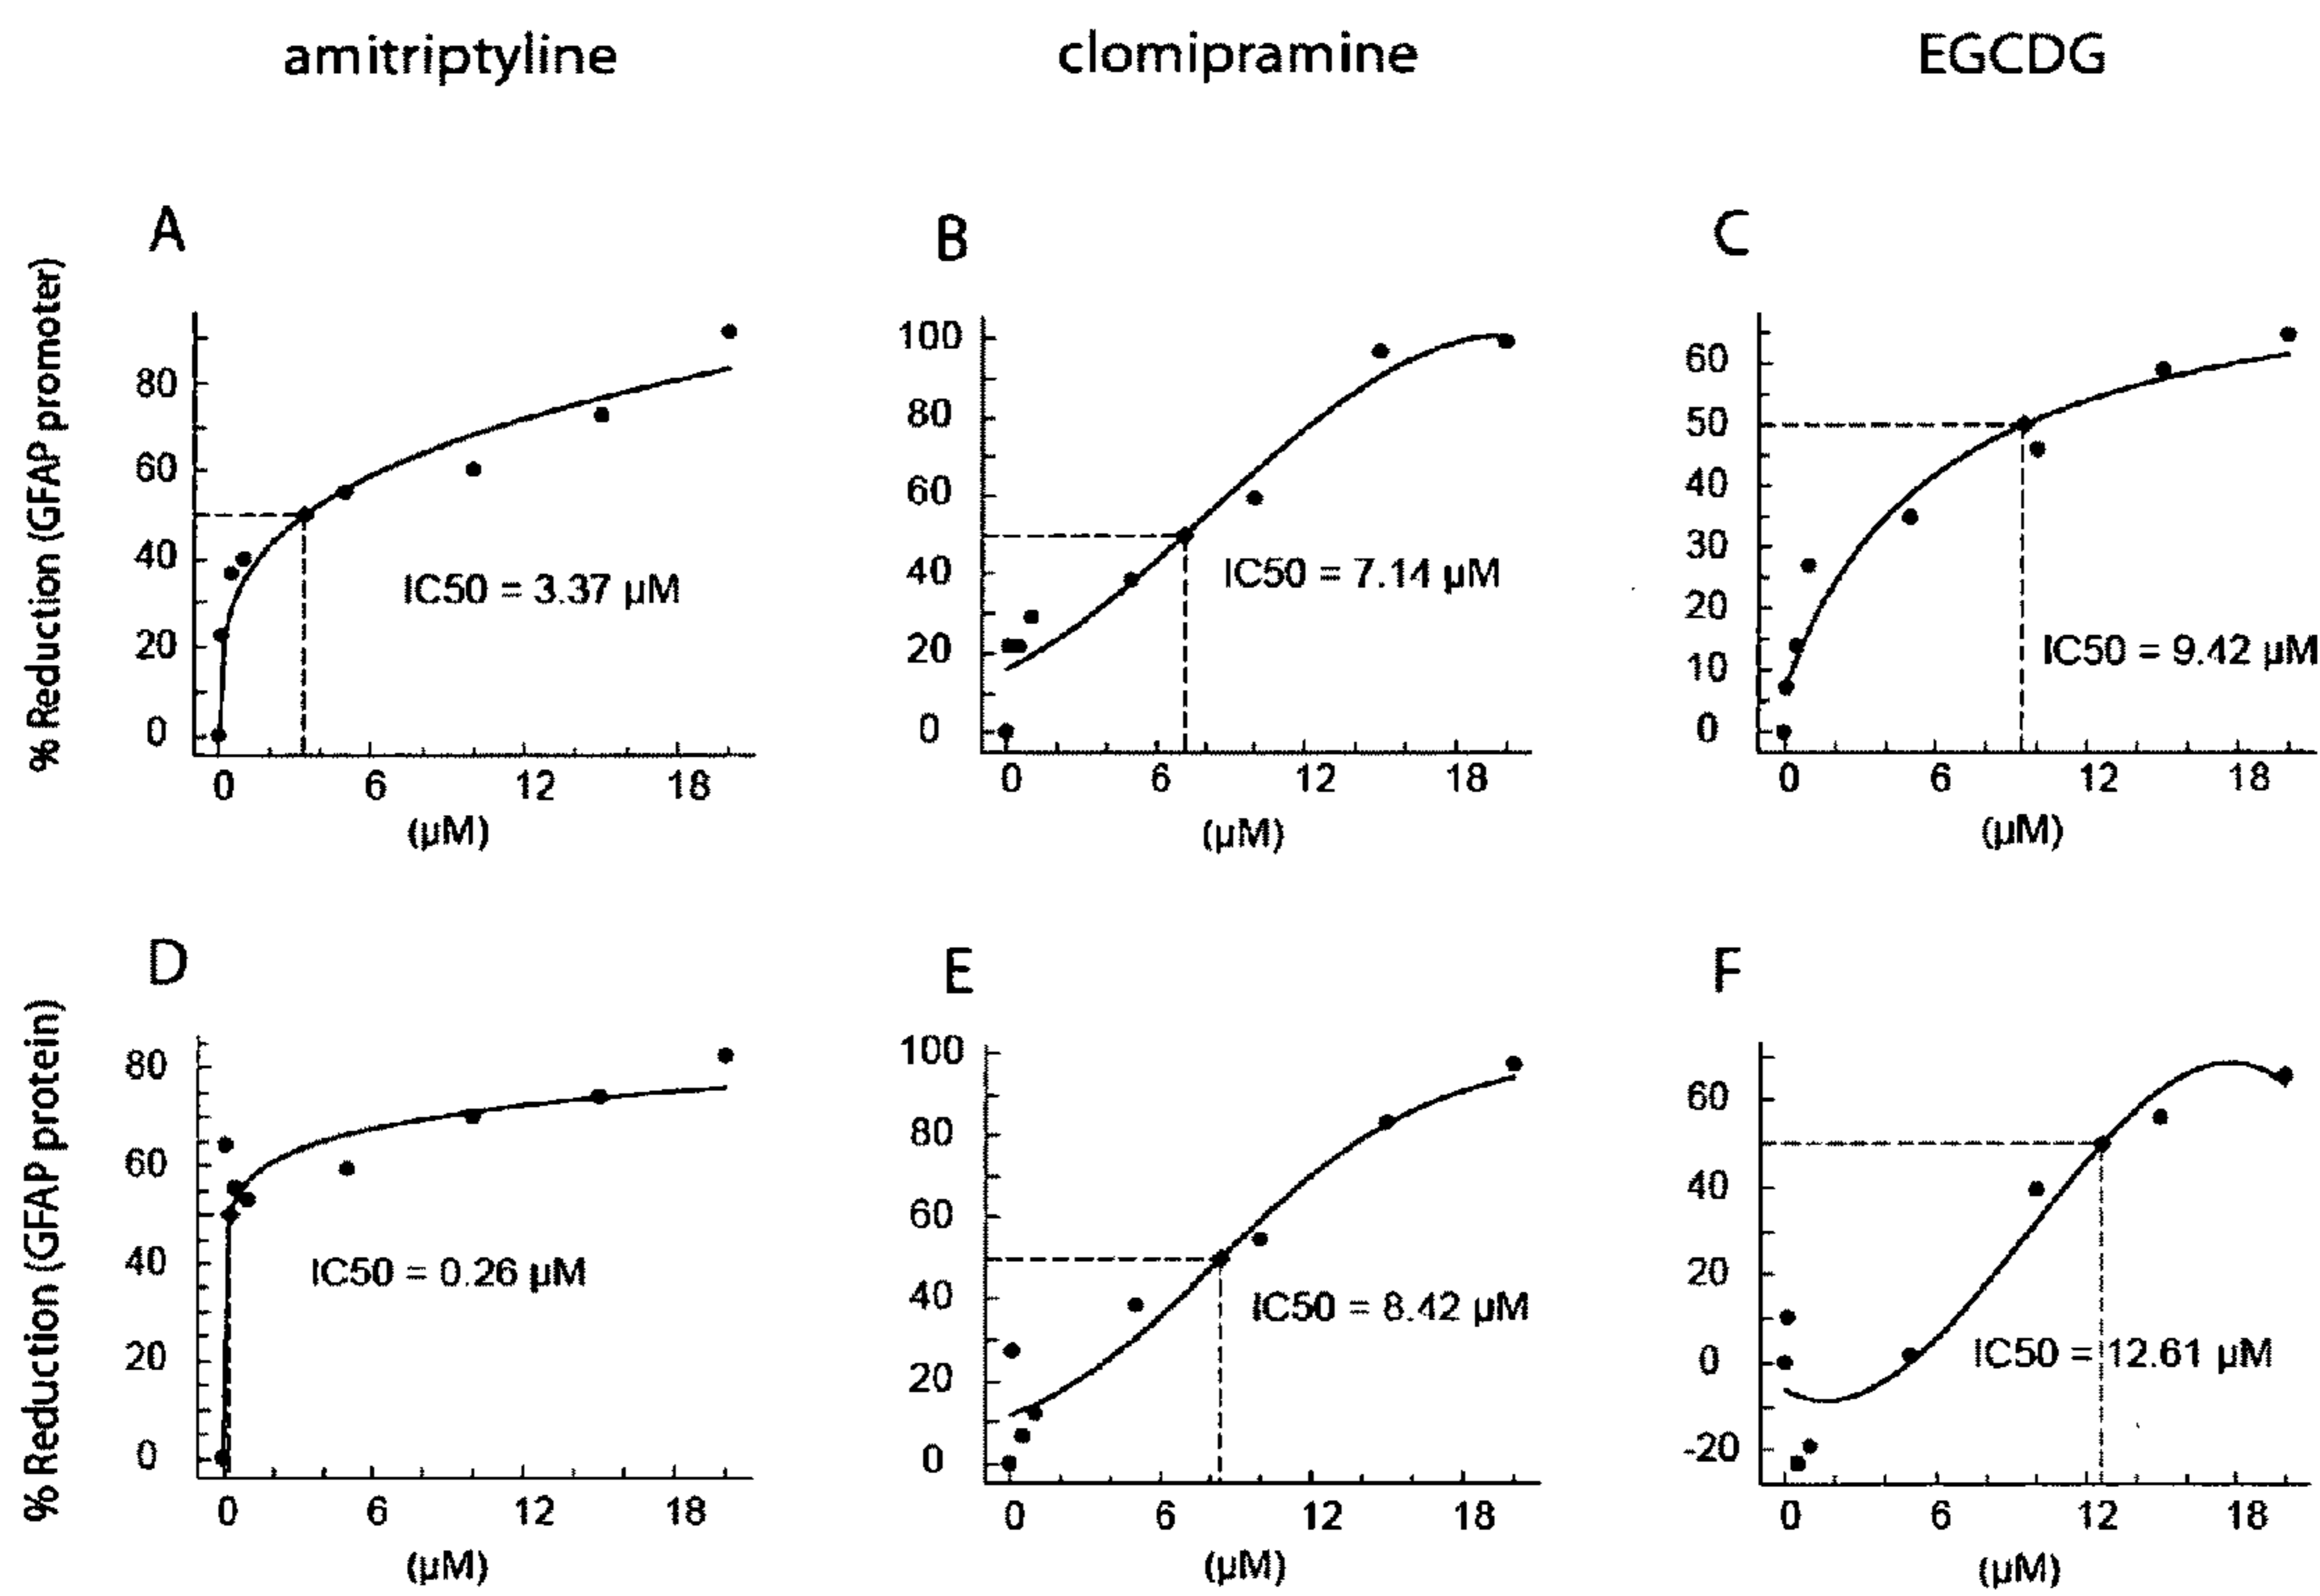 amitriptyline
clomipramine
EGCDG
A
% Reduction (GFAP promoter)
80
60
40
20
0
IC50 = 3.37 µM
0 6 12 18
(µM)
B
100
80
60
40
20
0
IC50 = 7.14 µM
0 6 12 18
(µM)
C
60
50
40
30
20
10
0
IC50 = 9.42 µM
0 6 12 18
(µM)
D
% Reduction (GFAP protein)
80
60
40
20
0
IC50 = 0.26 µM
0 6 12 18
(µM)
E
100
80
60
40
20
0
IC50 = 8.42 µM
0 6 12 18
(µM)
F
60
40
20
0
-20
IC50 = 12.61 µM
0 6 12 18
(µM)